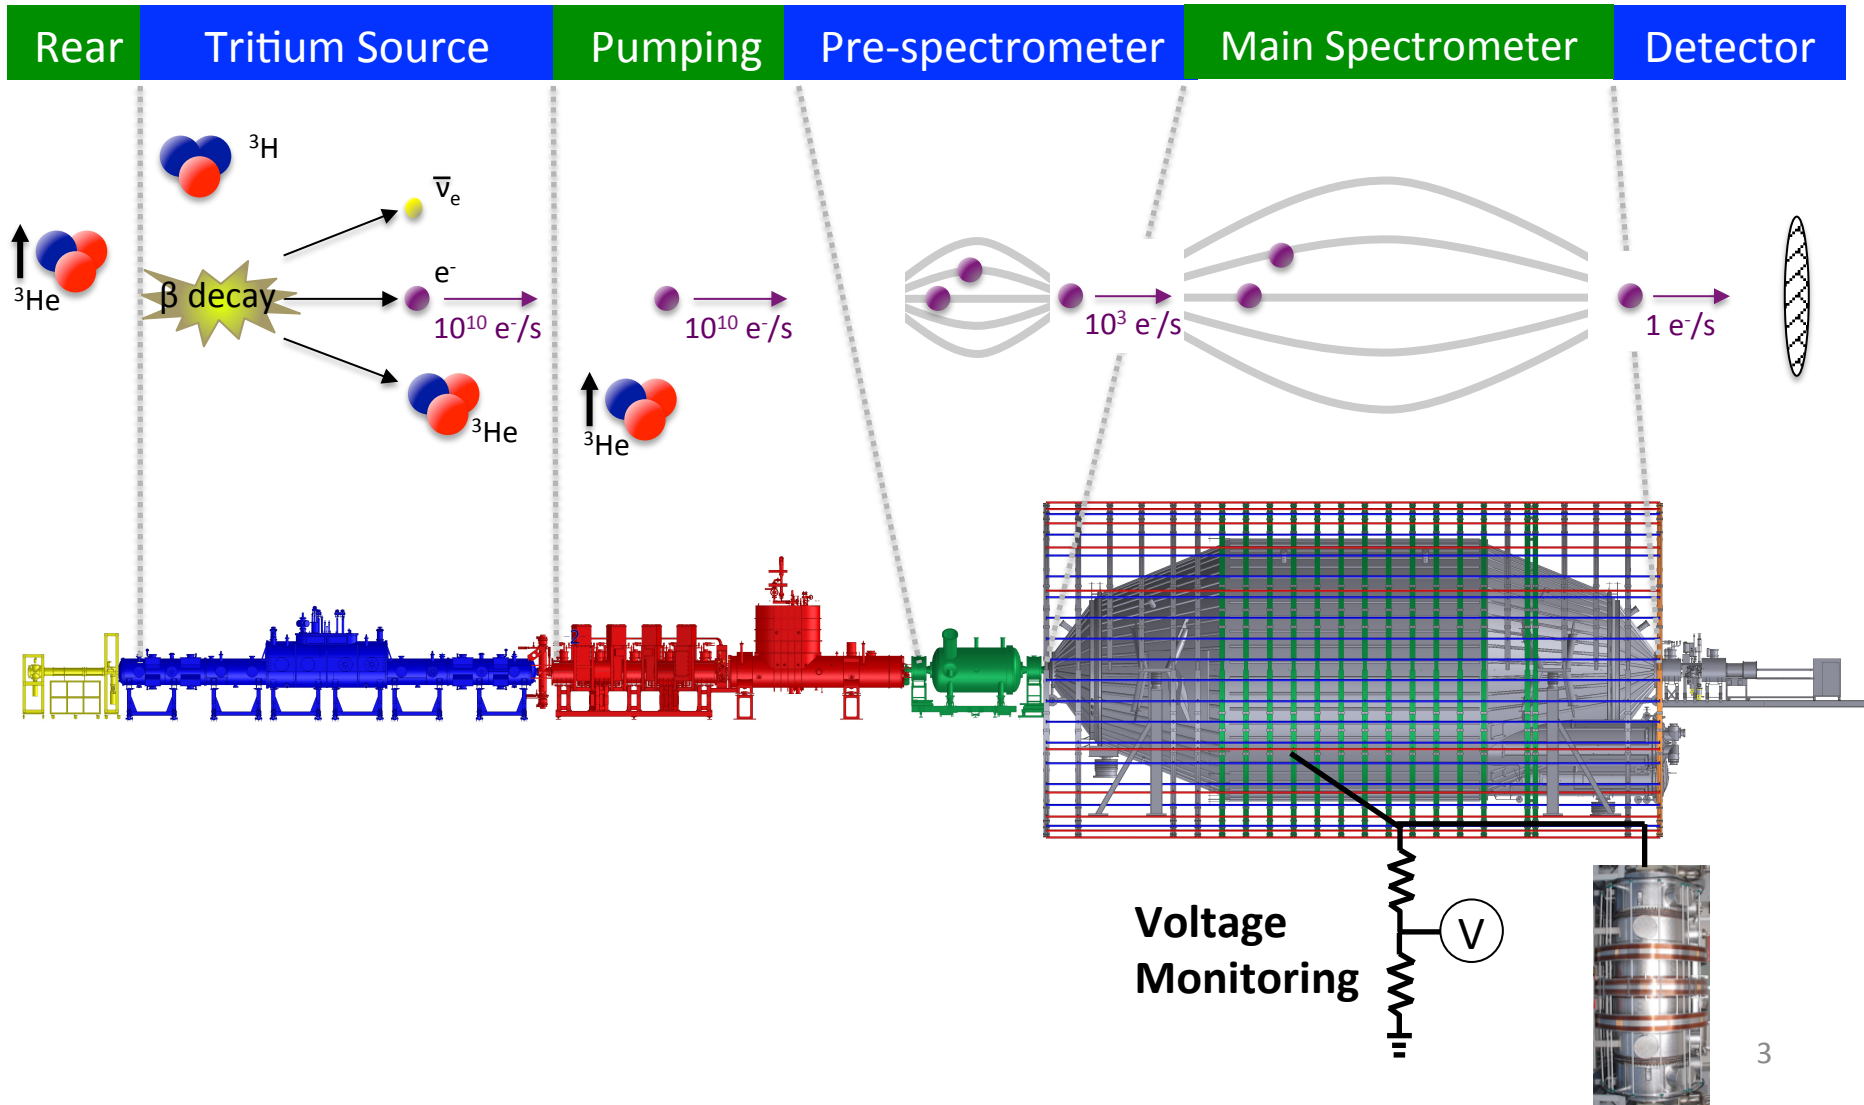 Rear
Tritium Source
Pumping
Pre-spectrometer
Main Spectrometer
Detector
³H
ν̅ₑ
³He
β decay
e⁻
10¹⁰ e⁻/s
10¹⁰ e⁻/s
10³ e⁻/s
1 e⁻/s
³He
³He
2
Voltage
Monitoring
V
3